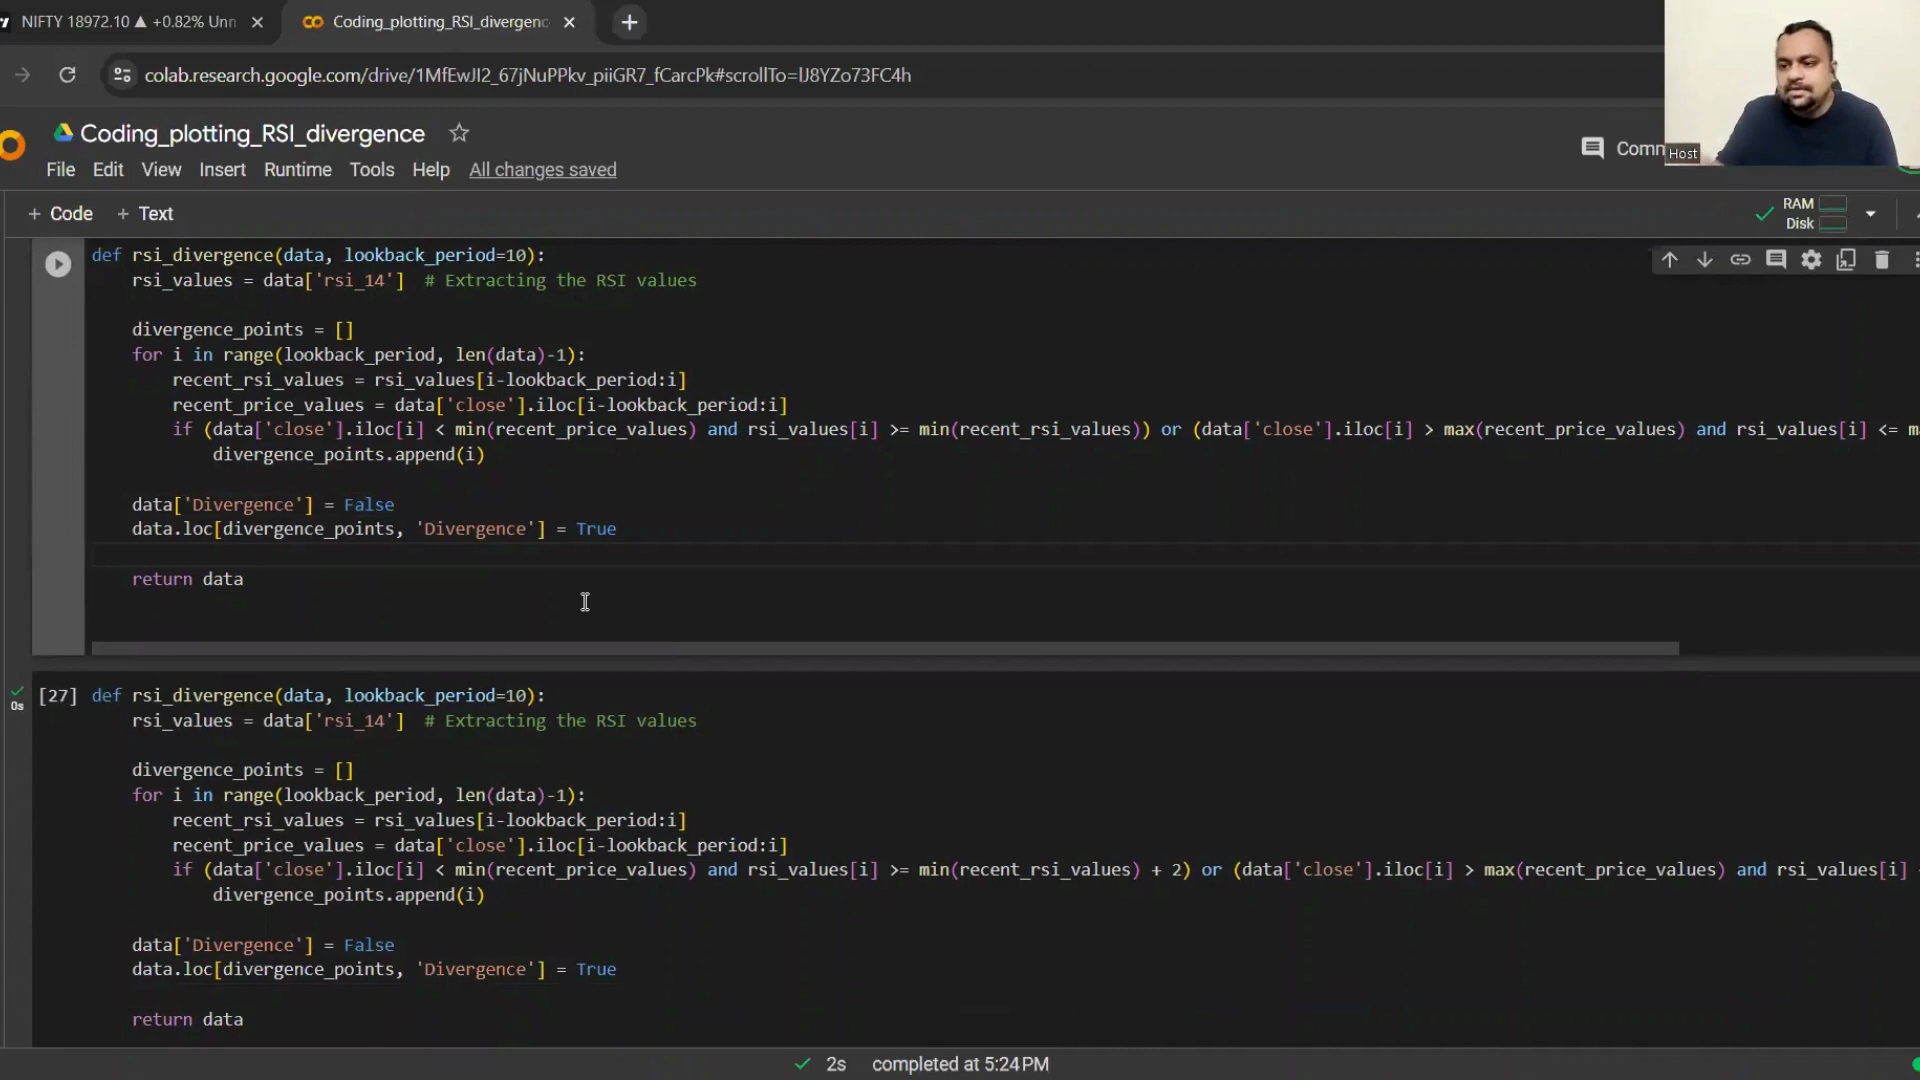 NIFTY 18972.10 ▲ +0.82% Unn
Coding_plotting_RSI_divergenc
colab.research.google.com/drive/1MfEwJI2_67jNuPPkv_piiGR7_fCarcPk#scrollTo=lJ8YZo73FC4h
Coding_plotting_RSI_divergence
File Edit View Insert Runtime Tools Help All changes saved
Comm
Host
+ Code + Text
RAM
Disk
def rsi_divergence(data, lookback_period=10):
rsi_values = data['rsi_14'] # Extracting the RSI values
divergence_points = []
for i in range(lookback_period, len(data)-1):
recent_rsi_values = rsi_values[i-lookback_period:i]
recent_price_values = data['close'].iloc[i-lookback_period:i]
if (data['close'].iloc[i] < min(recent_price_values) and rsi_values[i] >= min(recent_rsi_values)) or (data['close'].iloc[i] > max(recent_price_values) and rsi_values[i] <= ma
divergence_points.append(i)
data['Divergence'] = False
data.loc[divergence_points, 'Divergence'] = True
return data
[27] def rsi_divergence(data, lookback_period=10):
0s
rsi_values = data['rsi_14'] # Extracting the RSI values
divergence_points = []
for i in range(lookback_period, len(data)-1):
recent_rsi_values = rsi_values[i-lookback_period:i]
recent_price_values = data['close'].iloc[i-lookback_period:i]
if (data['close'].iloc[i] < min(recent_price_values) and rsi_values[i] >= min(recent_rsi_values) + 2) or (data['close'].iloc[i] > max(recent_price_values) and rsi_values[i] <
divergence_points.append(i)
data['Divergence'] = False
data.loc[divergence_points, 'Divergence'] = True
return data
2s completed at 5:24 PM